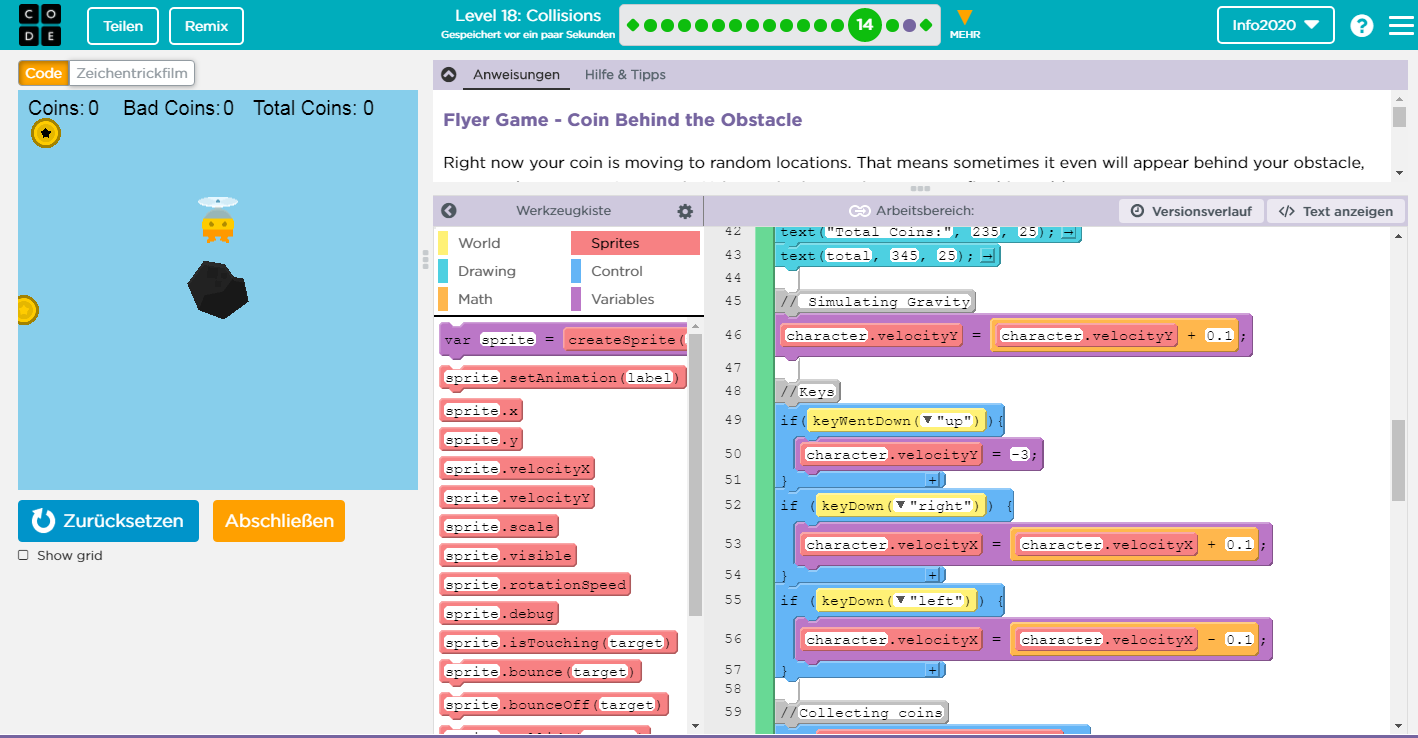 CODE
Teilen
Remix
Level 18: Collisions
Gespeichert vor ein paar Sekunden
14
MEHR
Info2020
?
Code
Zeichentrickfilm
Coins: 0 Bad Coins: 0 Total Coins: 0
Zurücksetzen
Abschließen
Show grid
Anweisungen
Hilfe & Tipps
Flyer Game - Coin Behind the Obstacle
Right now your coin is moving to random locations. That means sometimes it even will appear behind your obstacle,
Werkzeugkiste
World
Sprites
Drawing
Control
Math
Variables
var sprite = createSprite(
sprite.setAnimation(label)
sprite.x
sprite.y
sprite.velocityX
sprite.velocityY
sprite.scale
sprite.visible
sprite.rotationSpeed
sprite.debug
sprite.isTouching(target)
sprite.bounce(target)
sprite.bounceOff(target)
Arbeitsbereich:
Versionsverlauf
</> Text anzeigen
42 text("Total Coins:", 235, 25); →
43 text(total, 345, 25); →
44
45 // Simulating Gravity
46 character.velocityY = character.velocityY + 0.1;
47
48 //Keys
49 if(keyWentDown(▼"up")){
50 character.velocityY = -3;
51 } +
52 if (keyDown(▼"right")) {
53 character.velocityX = character.velocityX + 0.1;
54 } +
55 if (keyDown(▼"left")) {
56 character.velocityX = character.velocityX - 0.1;
57 } +
58
59 //Collecting coins